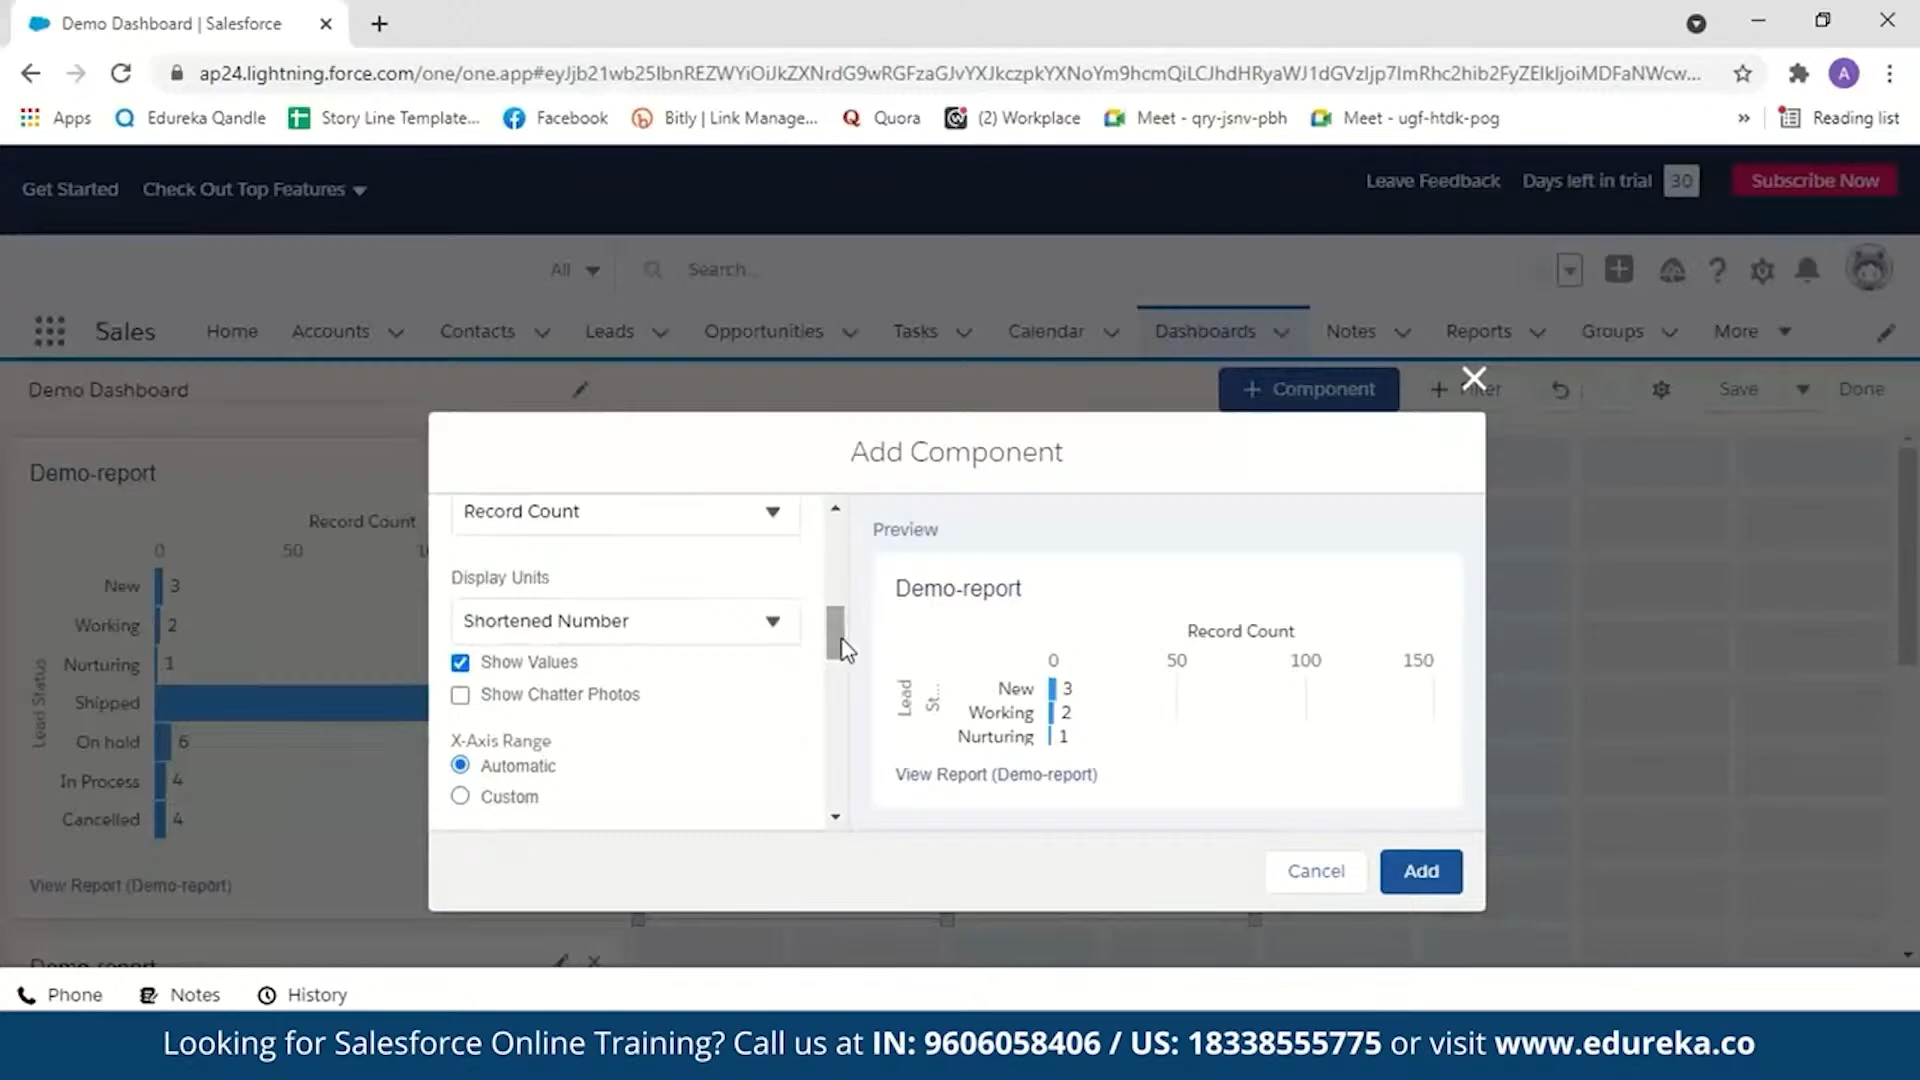 Demo Dashboard | Salesforce
ap24.lightning.force.com/one/one.app#eyJjb21wb25lbnREZWYiOiJkZXNrdG9wRGFzaGJvYXJkczpkYXNoYm9hcmQiLCJhdHRyaWJ1dGVzIjp7ImRhc2hib2FyZElkIjoiMDFaNWcw...
A
Apps
Edureka Qandle
Story Line Template...
Facebook
Bitly | Link Manage...
Quora
(2) Workplace
Meet - qry-jsnv-pbh
Meet - ugf-htdk-pog
»
Reading list
Get Started
Check Out Top Features
Leave Feedback
Days left in trial
30
Subscribe Now
All
Search...
Sales
Home
Accounts
Contacts
Leads
Opportunities
Tasks
Calendar
Dashboards
Notes
Reports
Groups
More
Demo Dashboard
+ Component
Save
Done
Demo-report
Record Count
0
50
New
3
Working
2
Nurturing
1
Shipped
On hold
6
In Process
4
Cancelled
4
Lead Status
View Report (Demo-report)
Add Component
Record Count
Display Units
Shortened Number
Show Values
Show Chatter Photos
X-Axis Range
Automatic
Custom
Preview
Demo-report
Record Count
0
50
100
150
Lead
St...
New
3
Working
2
Nurturing
1
View Report (Demo-report)
Cancel
Add
Phone
Notes
History
Looking for Salesforce Online Training? Call us at IN: 9606058406 / US: 18338555775 or visit www.edureka.co